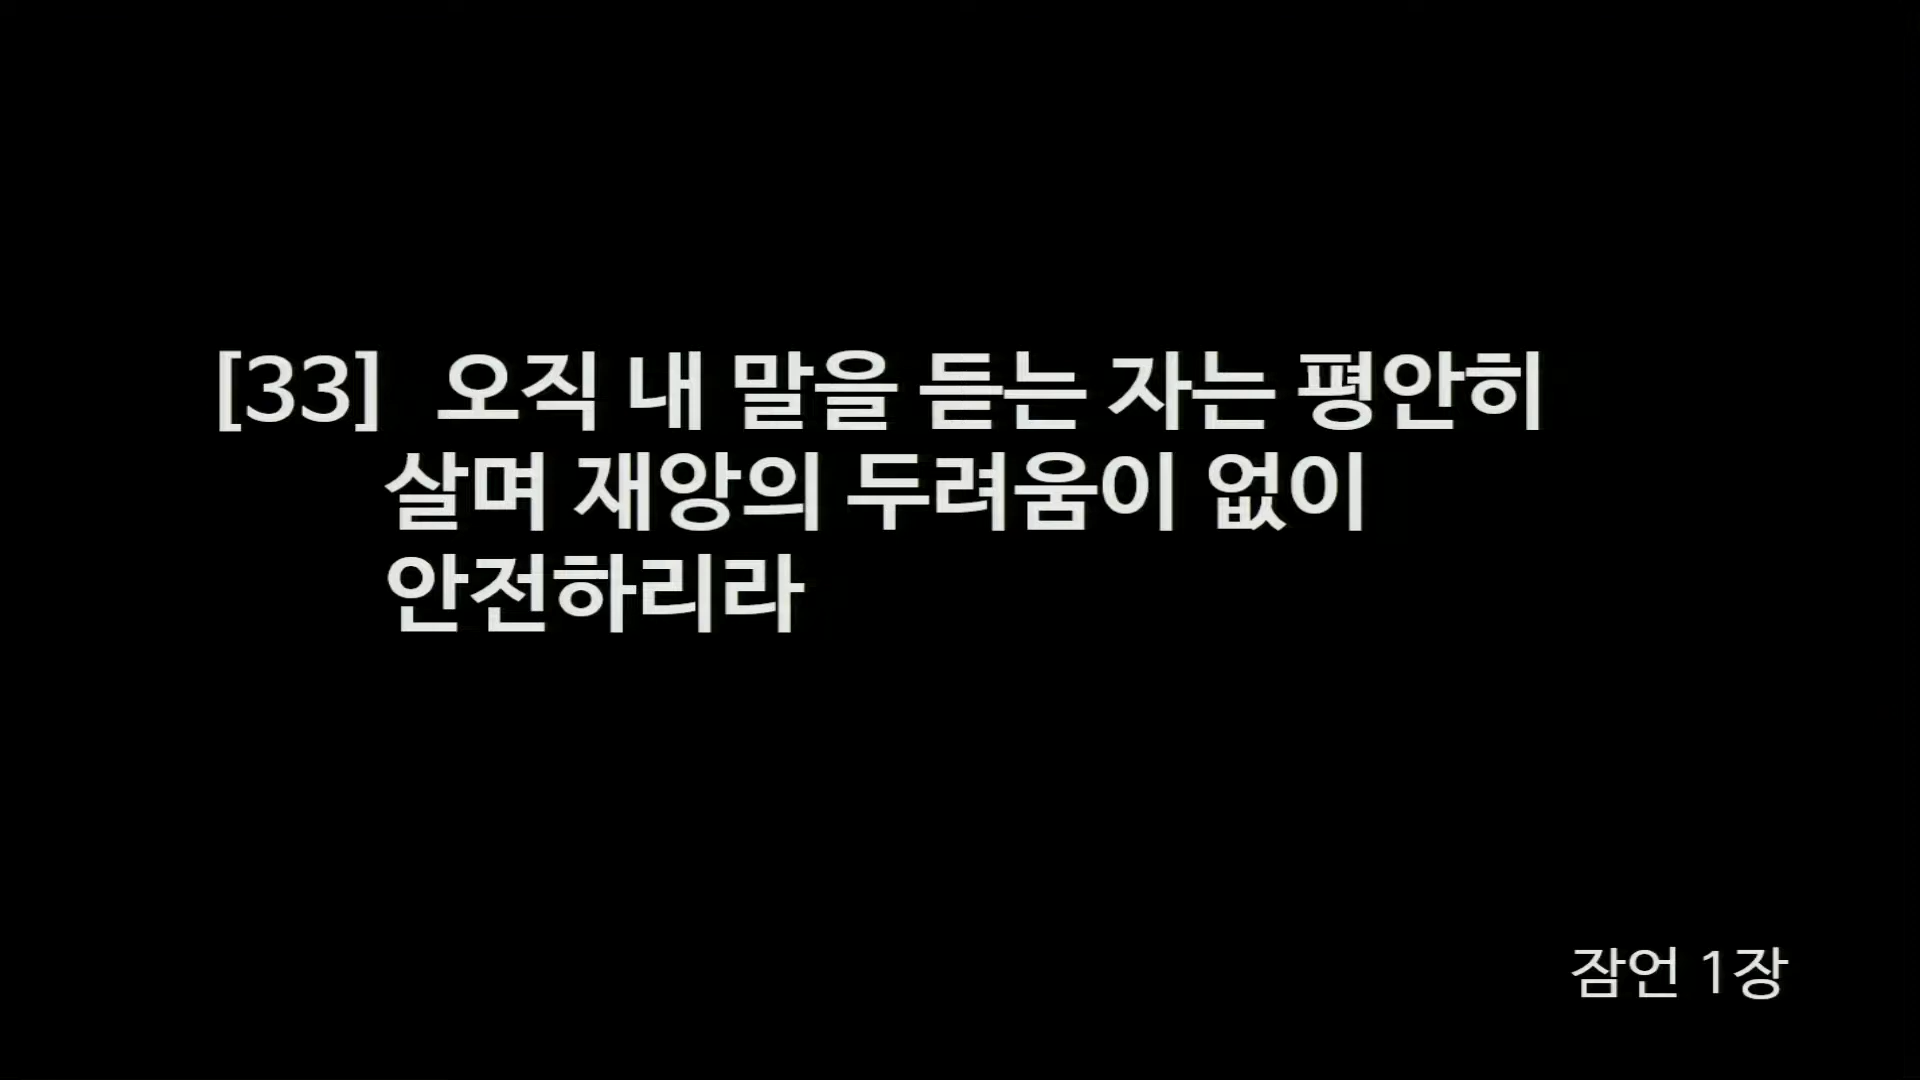 [33] 오직 내 말을 듣는 자는 평안히
살며 재앙의 두려움이 없이
안전하리라
잠언 1장